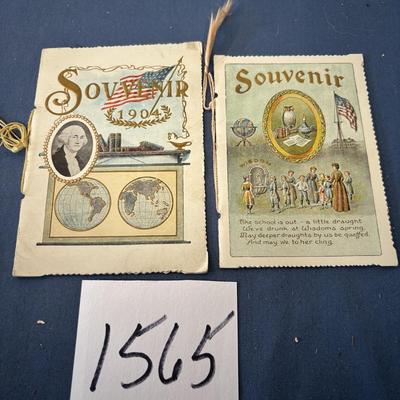 SOUVENIR
1904
Souvenir
WISDOM
The school is out - a little draught
We've drunk at Wisdoms spring.
May deeper draughts by us be quaffed
And may we to her cling.
1565